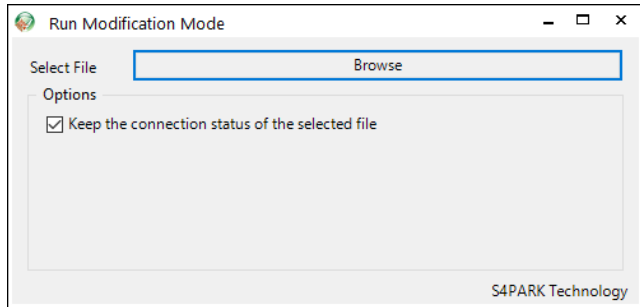 Run Modification Mode
Select File Browse
Options
Keep the connection status of the selected file
S4PARK Technology